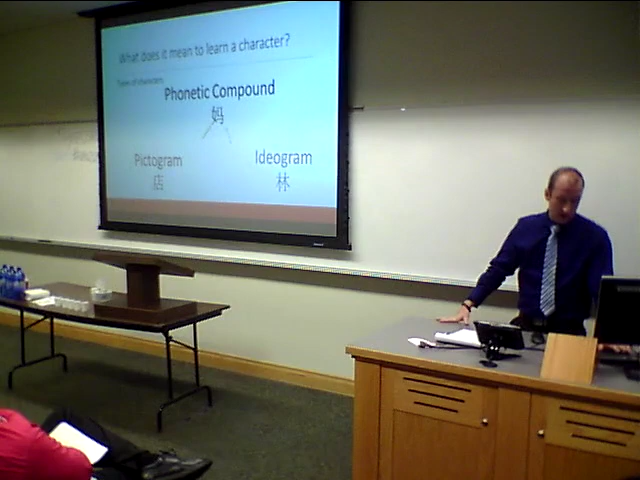 What does it mean to learn a character?
Types of characters
Phonetic Compound
妈
Pictogram
Ideogram
店
林